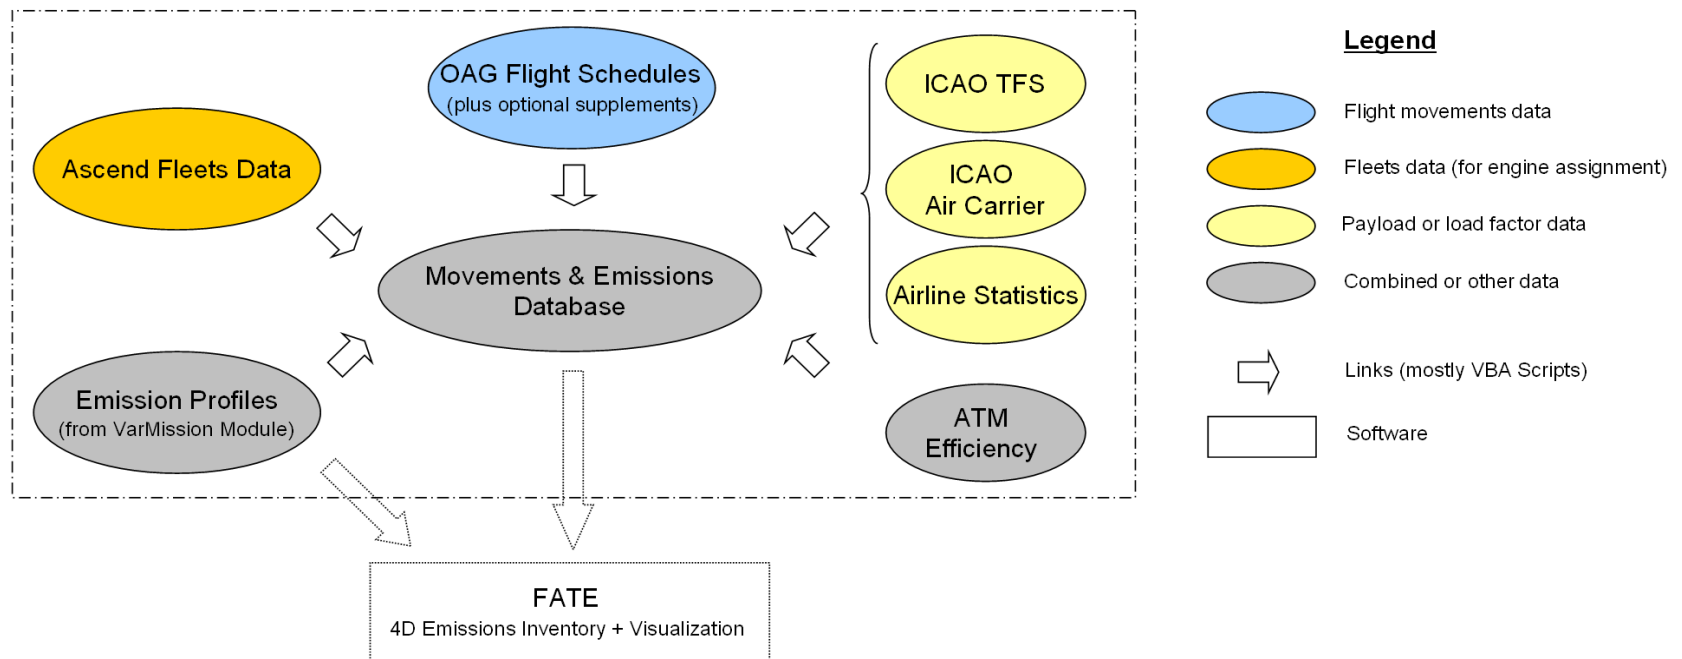 OAG Flight Schedules
(plus optional supplements)
Ascend Fleets Data
Movements & Emissions
Database
Emission Profiles
(from VarMission Module)
ICAO TFS
ICAO
Air Carrier
Airline Statistics
ATM
Efficiency
FATE
4D Emissions Inventory + Visualization
Legend
Flight movements data
Fleets data (for engine assignment)
Payload or load factor data
Combined or other data
Links (mostly VBA Scripts)
Software